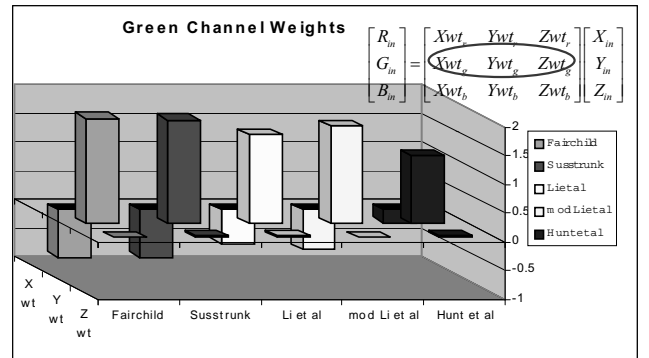 Green Channel Weights
R_in Xwt_r Ywt_r Zwt_r X_in
G_in = Xwt_g Ywt_g Zwt_g Y_in
B_in Xwt_b Ywt_b Zwt_b Z_in
2
1.5
1
0.5
0
-0.5
-1
Fairchild
Susstrunk
Lietal
modLietal
Huntetal
X wt
Y wt
Z wt
Fairchild Susstrunk Li et al mod Li et al Hunt et al